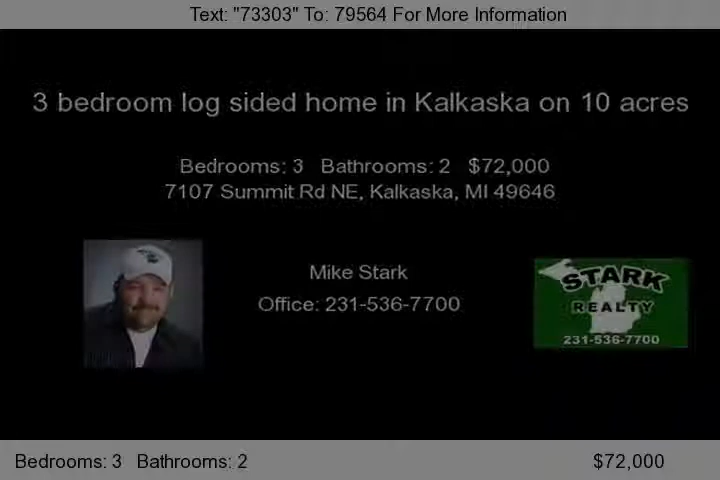 Text: "73303" To: 79564 For More Information
3 bedroom log sided home in Kalkaska on 10 acres
Bedrooms: 3 Bathrooms: 2 $72,000
7107 Summit Rd NE, Kalkaska, MI 49646
Mike Stark
Office: 231-536-7700
STARK
REALTY
231-536-7700
Bedrooms: 3 Bathrooms: 2 $72,000